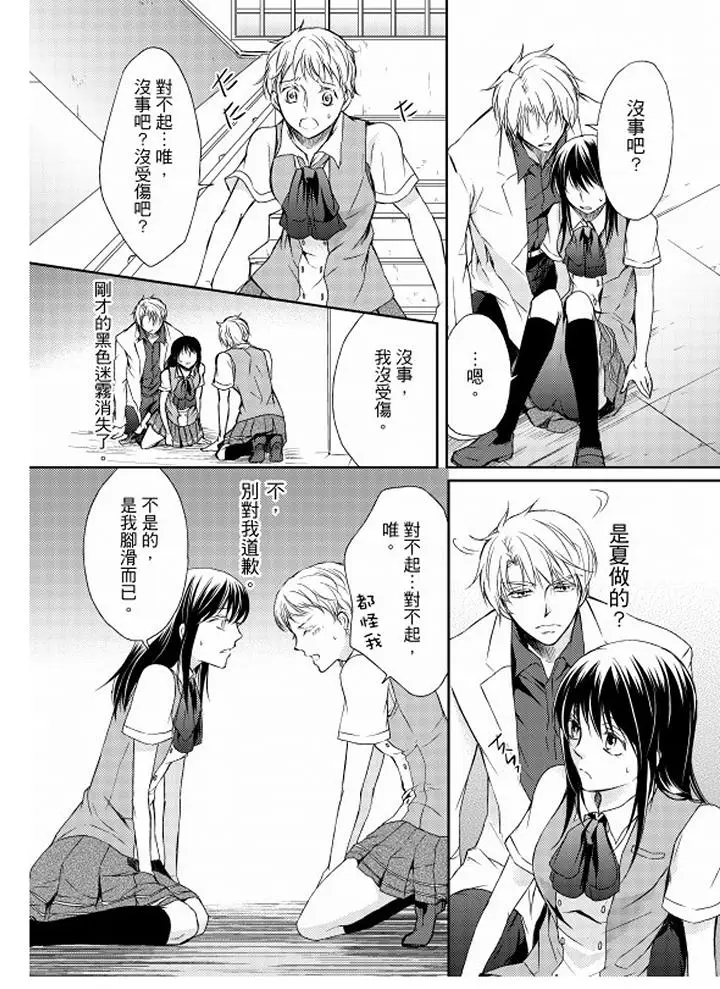 沒事吧？
…嗯。
對不起…唯，
沒事吧？沒受傷吧？
たたた
沒事，
我沒受傷。
剛才的黑色迷霧消失了。
是夏做的？
對不起…對不起，
唯。
都怪我
不，
別對我道歉。
不是的，
是我腳滑而已。